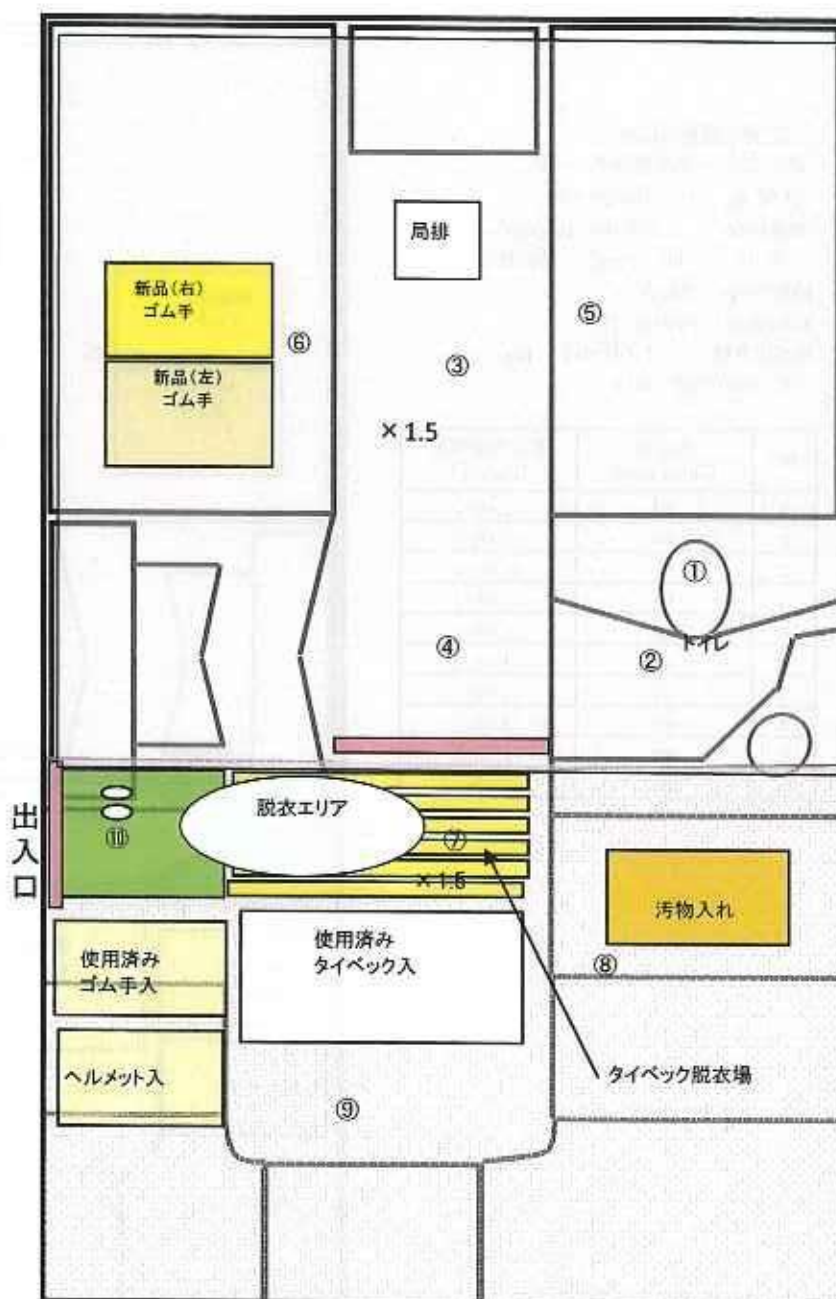 局排
新品(右)
ゴム手
⑥
新品(左)
ゴム手
⑤
③
×1.5
①
トイレ
②
④
出入口
⑩
脱衣エリア
⑦
×1.5
汚物入れ
使用済み
ゴム手入
使用済み
タイベック入
⑧
ヘルメット入
タイベック脱衣場
⑨